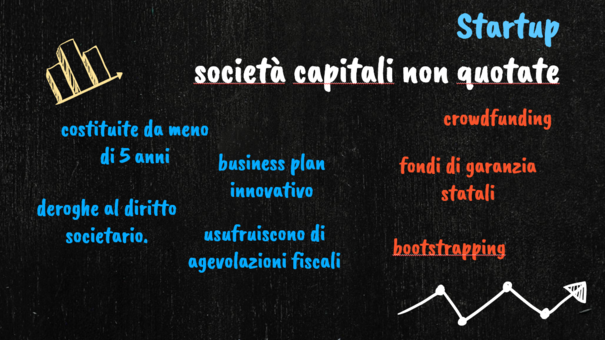 Startup
società capitali non quotate
costituite da meno
di 5 anni
business plan
innovativo
deroghe al diritto
societario.
usufruiscono di
agevolazioni fiscali
crowdfunding
fondi di garanzia
statali
bootstrapping